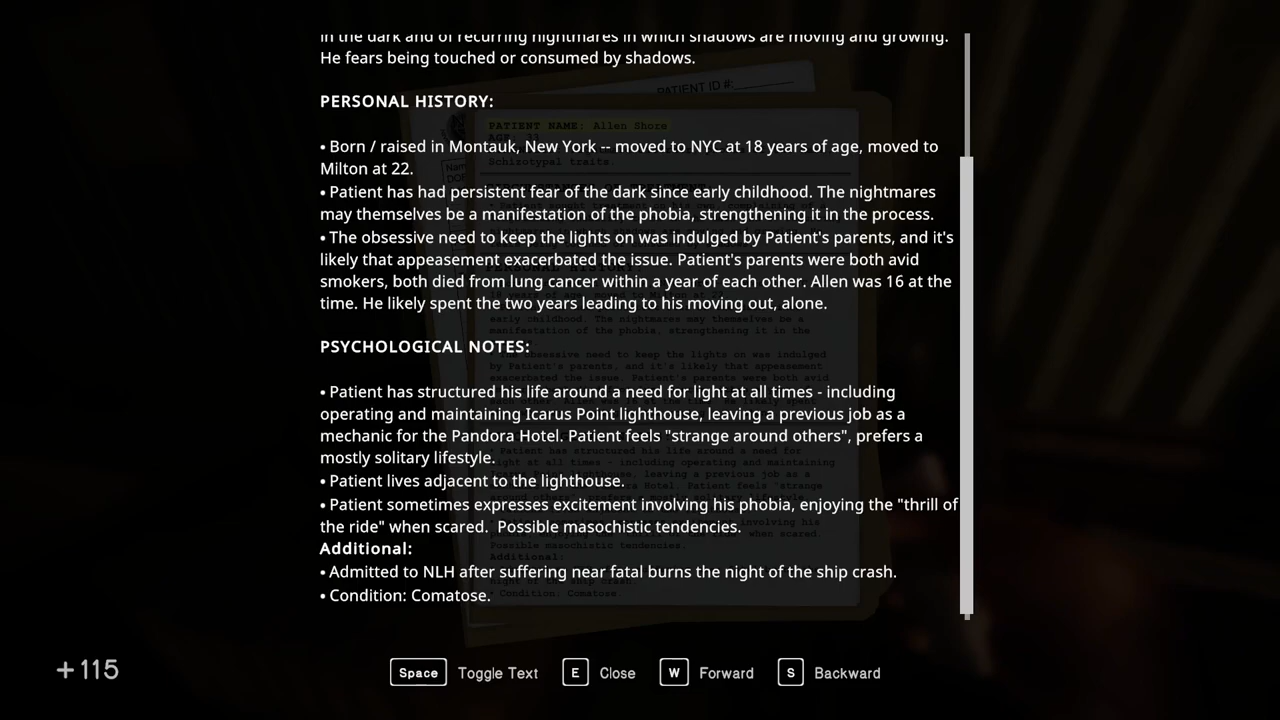 in the dark and of recurring nightmares in which shadows are moving and growing.
He fears being touched or consumed by shadows.
PATIENT ID #:
PATIENT NAME: Allen Shore
PERSONAL HISTORY:
• Born / raised in Montauk, New York -- moved to NYC at 18 years of age, moved to
Milton at 22.
Schizotypal traits.
• Patient has had persistent fear of the dark since early childhood. The nightmares
may themselves be a manifestation of the phobia, strengthening it in the process.
• The obsessive need to keep the lights on was indulged by Patient's parents, and it's
likely that appeasement exacerbated the issue. Patient's parents were both avid
smokers, both died from lung cancer within a year of each other. Allen was 16 at the
time. He likely spent the two years leading to his moving out, alone.
PSYCHOLOGICAL NOTES:
• Patient has structured his life around a need for light at all times - including
operating and maintaining Icarus Point lighthouse, leaving a previous job as a
mechanic for the Pandora Hotel. Patient feels "strange around others", prefers a
mostly solitary lifestyle.
• Patient lives adjacent to the lighthouse.
• Patient sometimes expresses excitement involving his phobia, enjoying the "thrill of
the ride" when scared.  Possible masochistic tendencies.
Additional:
• Admitted to NLH after suffering near fatal burns the night of the ship crash.
• Condition: Comatose.
+115
Space Toggle Text E Close W Forward S Backward